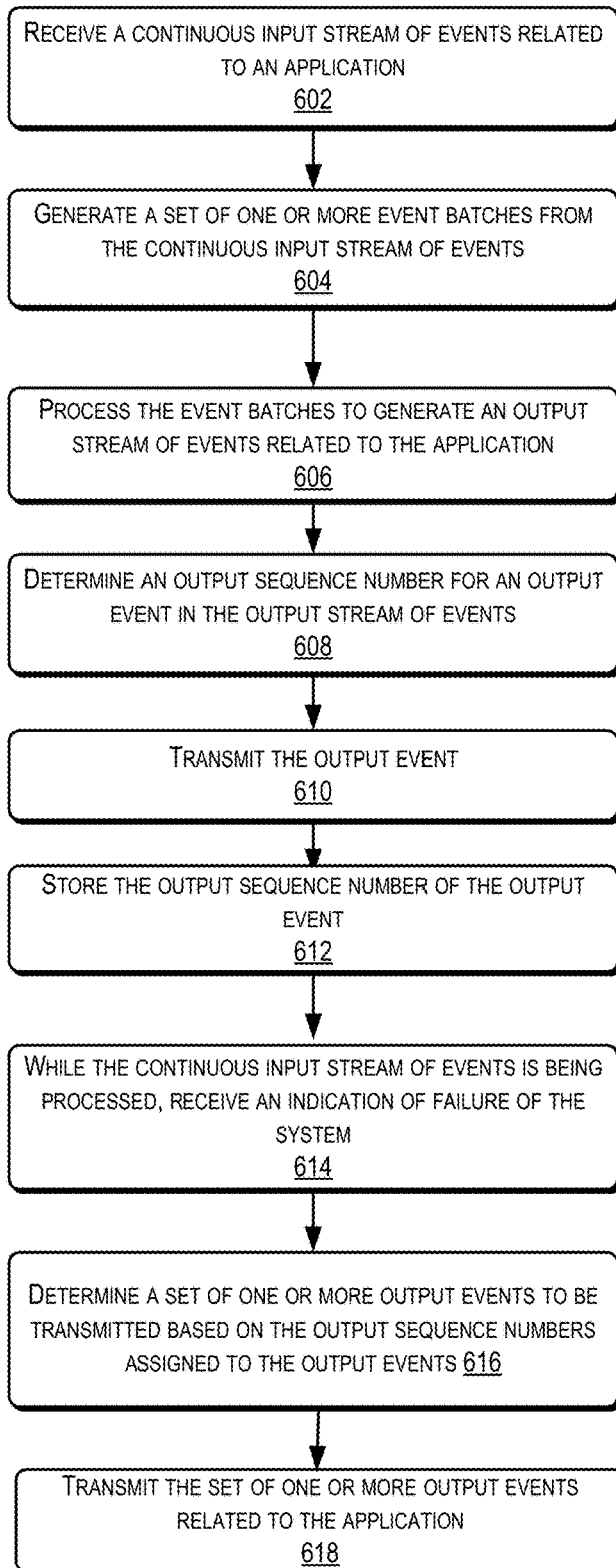 RECEIVE A CONTINUOUS INPUT STREAM OF EVENTS RELATED
TO AN APPLICATION
602
GENERATE A SET OF ONE OR MORE EVENT BATCHES FROM
THE CONTINUOUS INPUT STREAM OF EVENTS
604
PROCESS THE EVENT BATCHES TO GENERATE AN OUTPUT
STREAM OF EVENTS RELATED TO THE APPLICATION
606
DETERMINE AN OUTPUT SEQUENCE NUMBER FOR AN OUTPUT
EVENT IN THE OUTPUT STREAM OF EVENTS
608
TRANSMIT THE OUTPUT EVENT
610
STORE THE OUTPUT SEQUENCE NUMBER OF THE OUTPUT
EVENT
612
WHILE THE CONTINUOUS INPUT STREAM OF EVENTS IS BEING
PROCESSED, RECEIVE AN INDICATION OF FAILURE OF THE
SYSTEM
614
DETERMINE A SET OF ONE OR MORE OUTPUT EVENTS TO BE
TRANSMITTED BASED ON THE OUTPUT SEQUENCE NUMBERS
ASSIGNED TO THE OUTPUT EVENTS 616
TRANSMIT THE SET OF ONE OR MORE OUTPUT EVENTS
RELATED TO THE APPLICATION
618